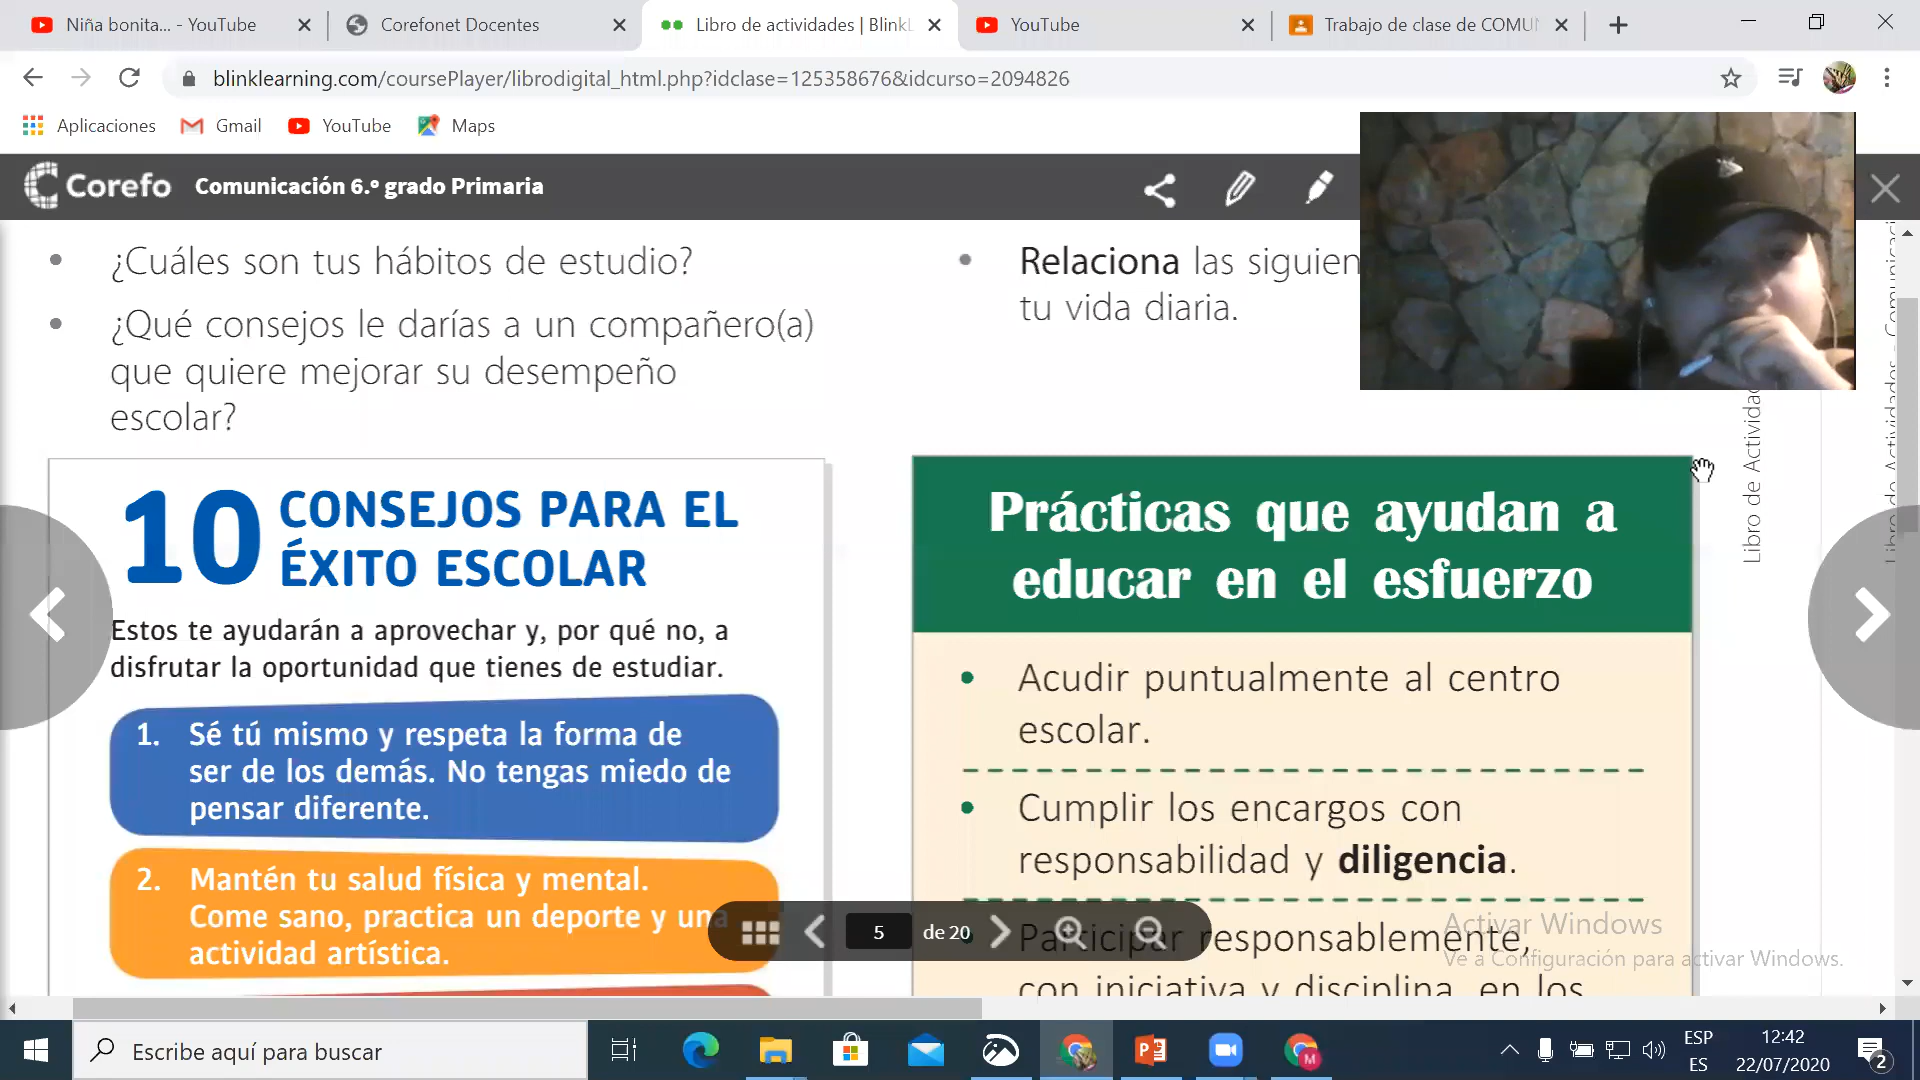 Niña bonita... - YouTube
Corefonet Docentes
Libro de actividades | BlinkL
YouTube
Trabajo de clase de COMUN
blinklearning.com/coursePlayer/librodigital_html.php?idclase=125358676&idcurso=2094826
Aplicaciones
Gmail
YouTube
Maps
Corefo
Comunicación 6.º grado Primaria
• ¿Cuáles son tus hábitos de estudio?
• ¿Qué consejos le darías a un compañero(a)
que quiere mejorar su desempeño
escolar?
• Relaciona las siguien
tu vida diaria.
10 CONSEJOS PARA EL
ÉXITO ESCOLAR
Estos te ayudarán a aprovechar y, por qué no, a
disfrutar la oportunidad que tienes de estudiar.
1. Sé tú mismo y respeta la forma de
ser de los demás. No tengas miedo de
pensar diferente.
2. Mantén tu salud física y mental.
Come sano, practica un deporte y una
actividad artística.
Prácticas que ayudan a
educar en el esfuerzo
• Acudir puntualmente al centro
escolar.
• Cumplir los encargos con
responsabilidad y diligencia.
• Participar responsablemente,
con iniciativa y disciplina, en los
Libro de Actividad
Libro de Actividades - Comunicaci
5 de 20
Activar Windows
Ve a Configuración para activar Windows.
Escribe aquí para buscar
ESP
ES
12:42
22/07/2020
2